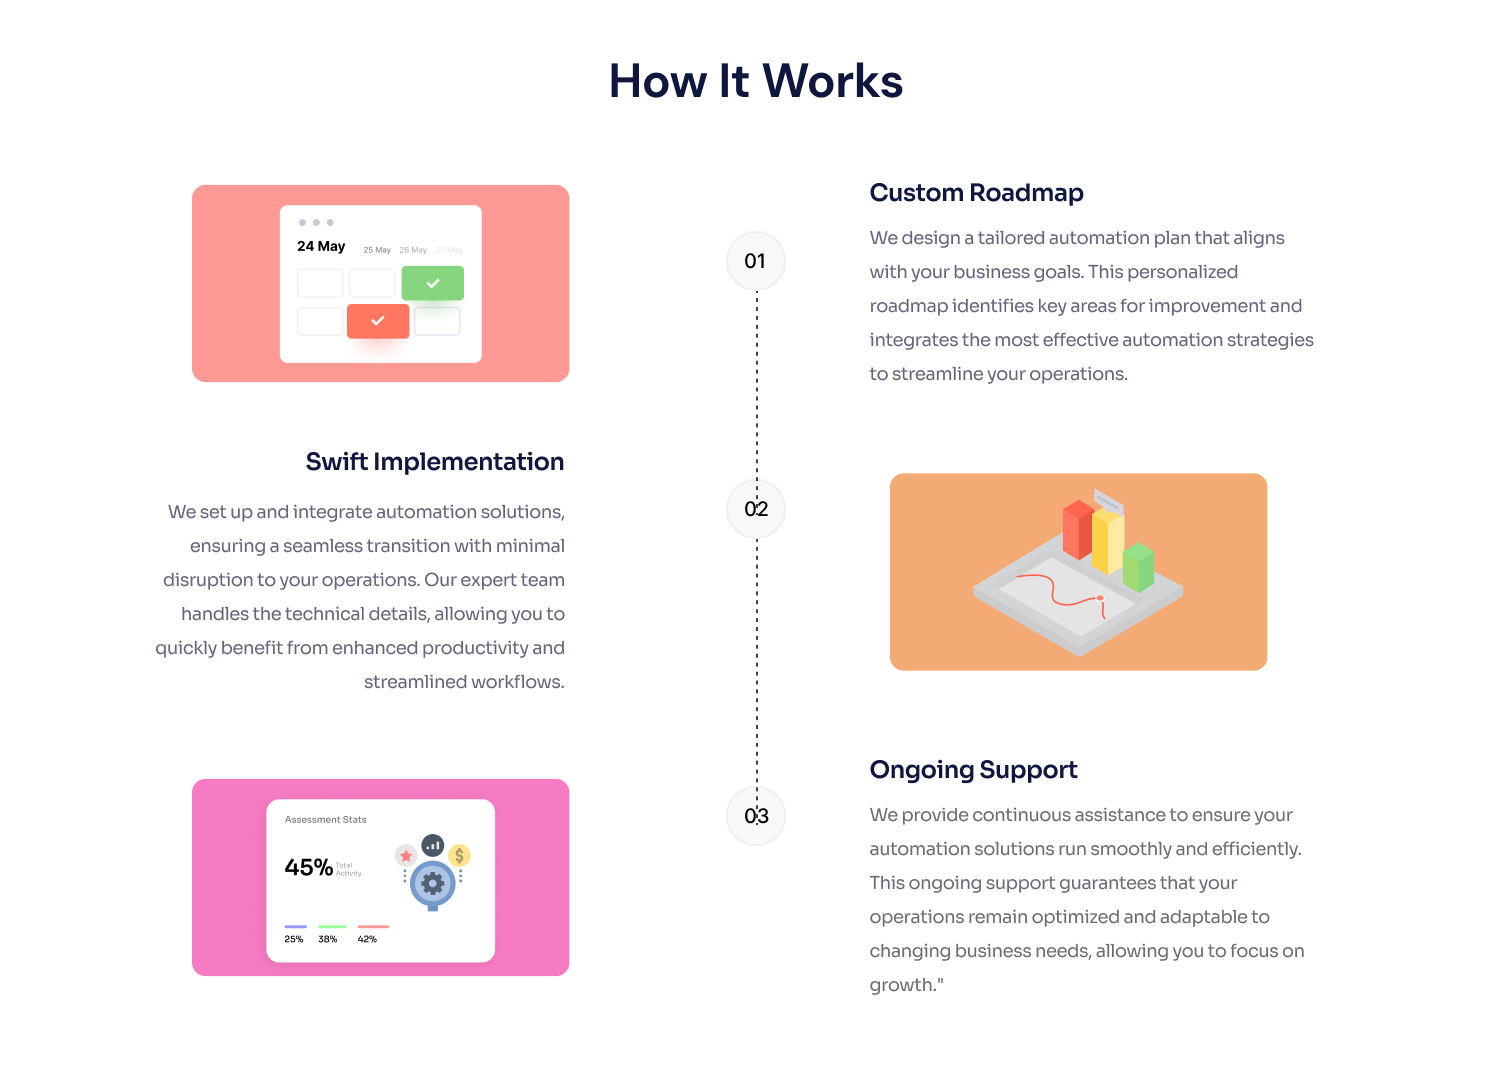 How It Works
24 May
25 May
26 May
27 May
01
Custom Roadmap
We design a tailored automation plan that aligns
with your business goals. This personalized
roadmap identifies key areas for improvement and
integrates the most effective automation strategies
to streamline your operations.
Swift Implementation
We set up and integrate automation solutions,
ensuring a seamless transition with minimal
disruption to your operations. Our expert team
handles the technical details, allowing you to
quickly benefit from enhanced productivity and
streamlined workflows.
02
Assessment Stats
45%
Total
Activity
25%
38%
42%
03
Ongoing Support
We provide continuous assistance to ensure your
automation solutions run smoothly and efficiently.
This ongoing support guarantees that your
operations remain optimized and adaptable to
changing business needs, allowing you to focus on
growth."